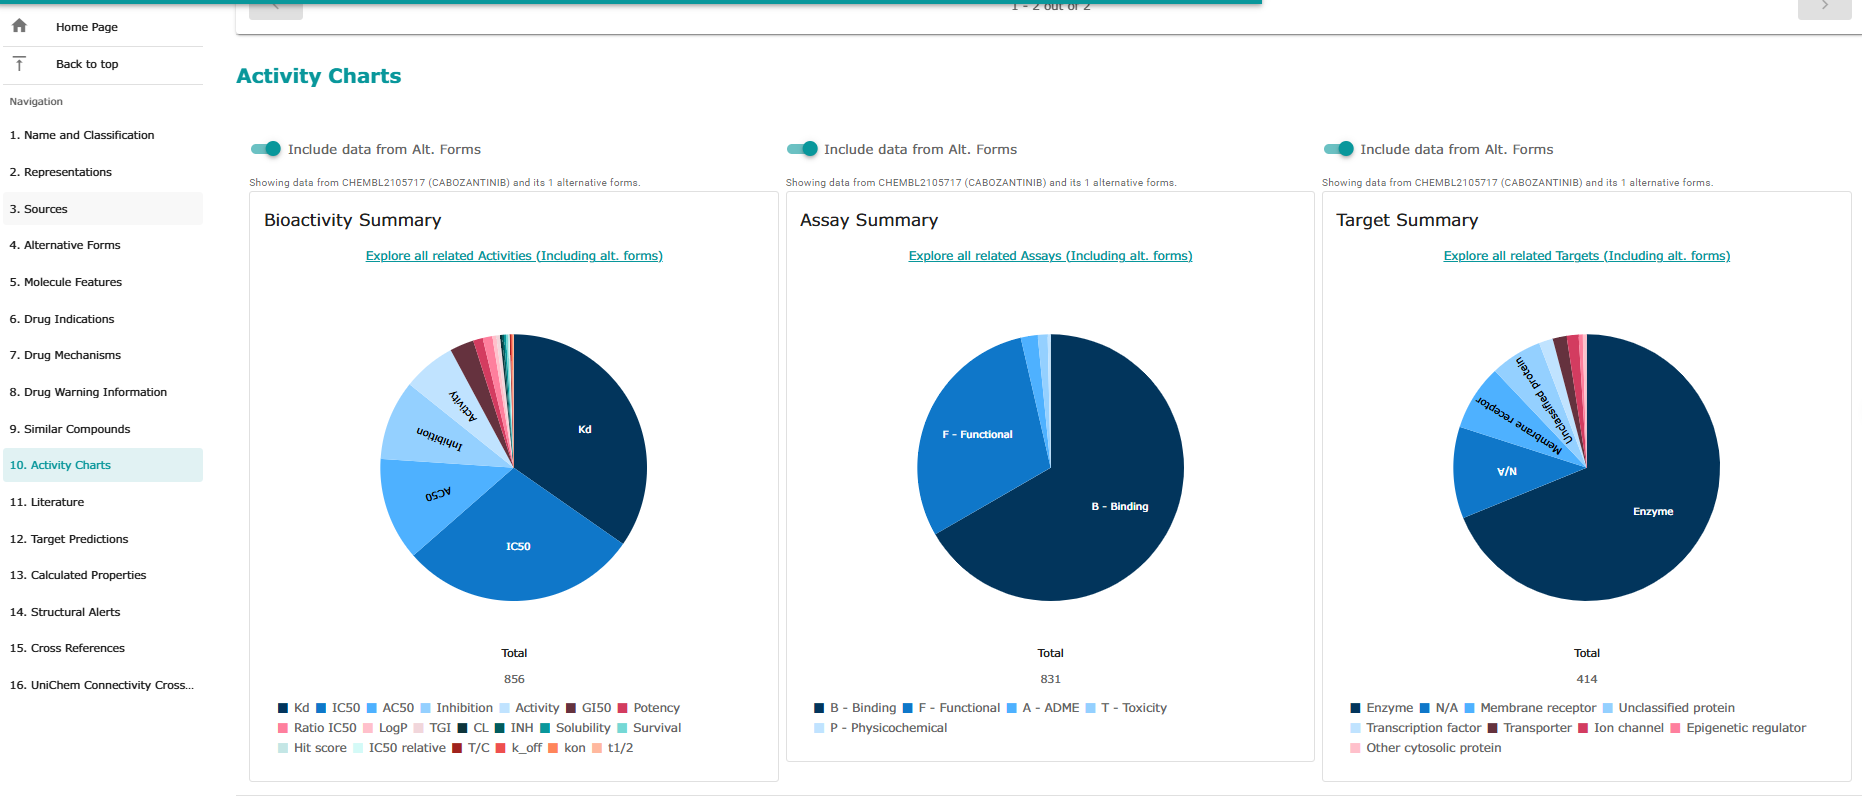 1 - 2 out of 2
Home Page
Back to top
Navigation
1. Name and Classification
2. Representations
3. Sources
4. Alternative Forms
5. Molecule Features
6. Drug Indications
7. Drug Mechanisms
8. Drug Warning Information
9. Similar Compounds
10. Activity Charts
11. Literature
12. Target Predictions
13. Calculated Properties
14. Structural Alerts
15. Cross References
16. UniChem Connectivity Cross...
Activity Charts
Include data from Alt. Forms
Showing data from CHEMBL2105717 (CABOZANTINIB) and its 1 alternative forms.
Bioactivity Summary
Explore all related Activities (Including alt. forms)
Kd
IC50
AC50
Inhibition
Activity
Total
856
Kd IC50 AC50 Inhibition Activity GI50 Potency
Ratio IC50 LogP TGI CL INH Solubility Survival
Hit score IC50 relative T/C k_off kon t1/2
Include data from Alt. Forms
Showing data from CHEMBL2105717 (CABOZANTINIB) and its 1 alternative forms.
Assay Summary
Explore all related Assays (Including alt. forms)
F - Functional
B - Binding
Total
831
B - Binding F - Functional A - ADME T - Toxicity
P - Physicochemical
Include data from Alt. Forms
Showing data from CHEMBL2105717 (CABOZANTINIB) and its 1 alternative forms.
Target Summary
Explore all related Targets (Including alt. forms)
Unclassified protein
Membrane receptor
N/A
Enzyme
Total
414
Enzyme N/A Membrane receptor Unclassified protein
Transcription factor Transporter Ion channel Epigenetic regulator
Other cytosolic protein